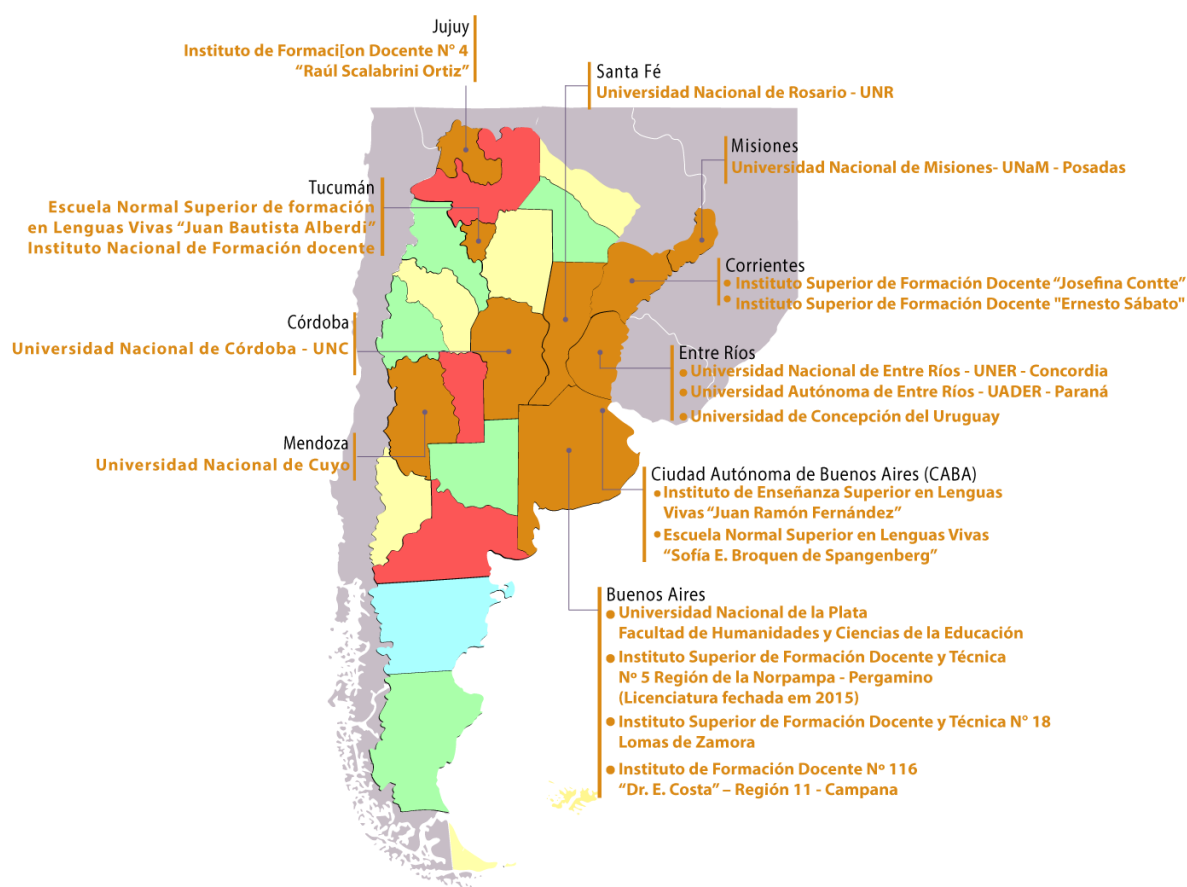 Jujuy
Instituto de Formaci[on Docente N° 4
“Raúl Scalabrini Ortiz”
Santa Fé
Universidad Nacional de Rosario - UNR
Misiones
Universidad Nacional de Misiones- UNaM - Posadas
Tucumán
Escuela Normal Superior de formación
en Lenguas Vivas “Juan Bautista Alberdi”
Instituto Nacional de Formación docente
Corrientes
Instituto Superior de Formación Docente “Josefina Contte”
Instituto Superior de Formación Docente "Ernesto Sábato"
Córdoba
Universidad Nacional de Córdoba - UNC
Entre Ríos
Universidad Nacional de Entre Ríos - UNER - Concordia
Universidad Autónoma de Entre Ríos - UADER - Paraná
Universidad de Concepción del Uruguay
Mendoza
Universidad Nacional de Cuyo
Ciudad Autónoma de Buenos Aires (CABA)
Instituto de Enseñanza Superior en Lenguas
Vivas “Juan Ramón Fernández”
Escuela Normal Superior en Lenguas Vivas
“Sofía E. Broquen de Spangenberg”
Buenos Aires
Universidad Nacional de la Plata
Facultad de Humanidades y Ciencias de la Educación
Instituto Superior de Formación Docente y Técnica
Nº 5 Región de la Norpampa - Pergamino
(Licenciatura fechada em 2015)
Instituto Superior de Formación Docente y Técnica N° 18
Lomas de Zamora
Instituto de Formación Docente Nº 116
“Dr. E. Costa” – Región 11 - Campana